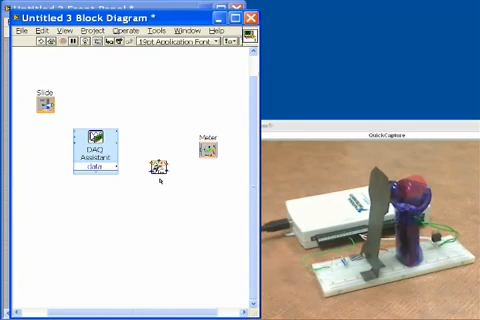 Untitled 3 Front Panel *
Untitled 3 Block Diagram *
File Edit View Project Operate Tools Window Help
19pt Application Font
Slide
DAQ Assistant
data
Meter
QuickCapture